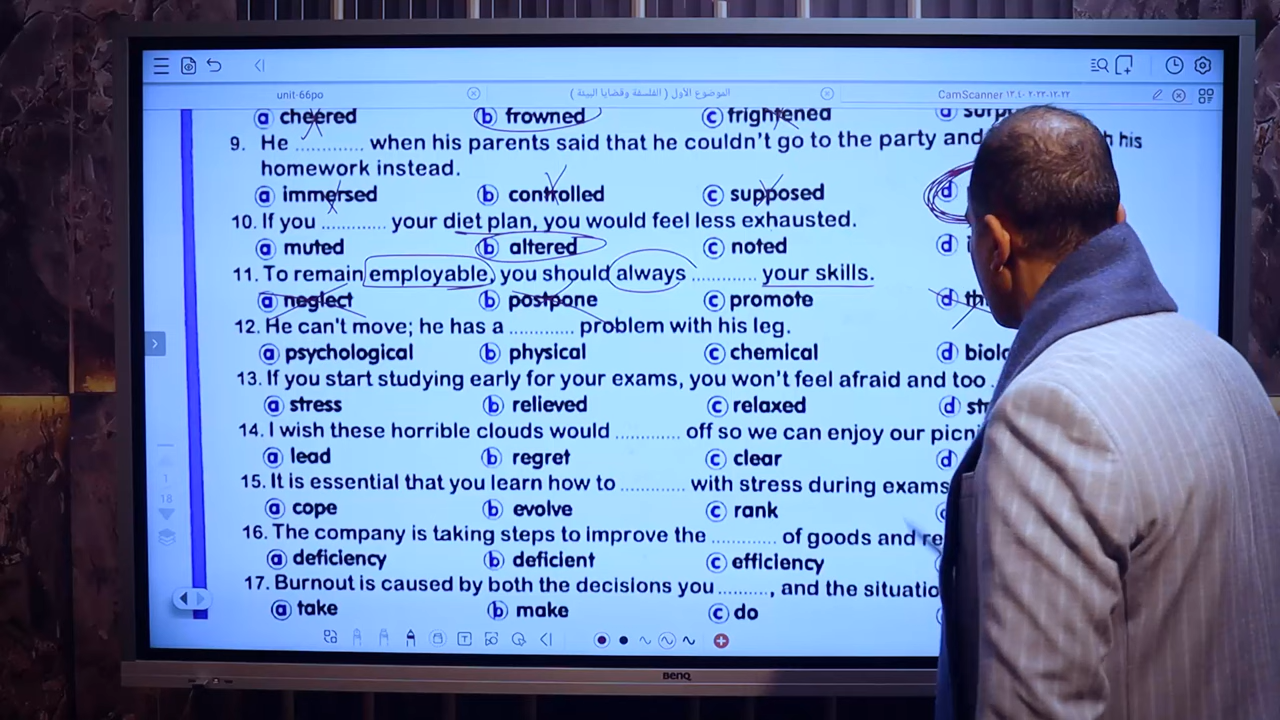 unit-66po
الموضوع الأول ( الفلسفة وقضايا البيئة )
CamScanner ١٣.٤٠ ٢٠٢٣-١٢-٢٢
a cheered b frowned c frightened d
9. He ............ when his parents said that he couldn't go to the party and his
homework instead.
a immersed b controlled c supposed d
10. If you ............ your diet plan, you would feel less exhausted.
a muted b altered c noted d
11. To remain employable, you should always ............ your skills.
a neglect b postpone c promote d
12. He can't move; he has a ............ problem with his leg.
a psychological b physical c chemical d
13. If you start studying early for your exams, you won't feel afraid and too
a stress b relieved c relaxed d
14. I wish these horrible clouds would ............ off so we can enjoy our
a lead b regret c clear d
15. It is essential that you learn how to ............ with stress during exams
a cope b evolve c rank
16. The company is taking steps to improve the ............ of goods and
a deficiency b deficient c efficiency
17. Burnout is caused by both the decisions you .........., and the
a take b make c do
1
18
BenQ